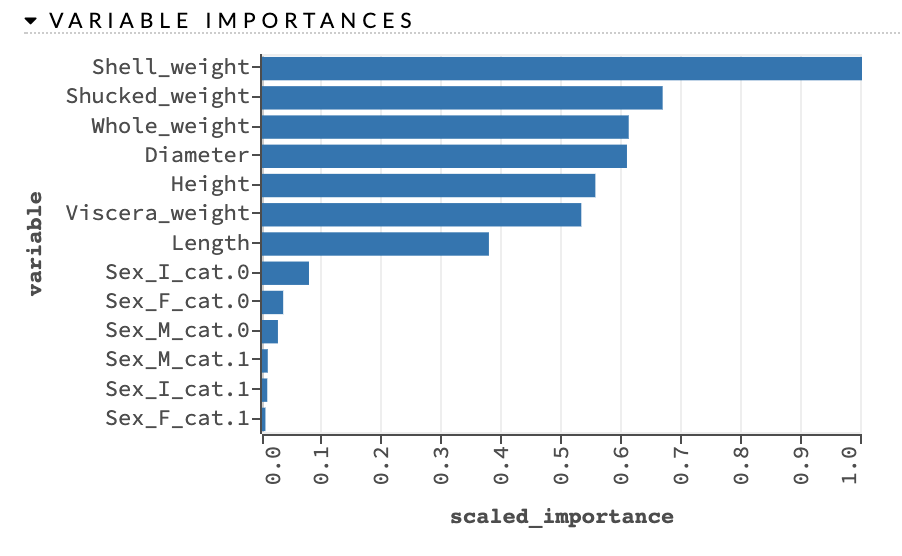 VARIABLE IMPORTANCES
variable
Shell_weight
Shucked_weight
Whole_weight
Diameter
Height
Viscera_weight
Length
Sex_I_cat.0
Sex_F_cat.0
Sex_M_cat.0
Sex_M_cat.1
Sex_I_cat.1
Sex_F_cat.1
0.0 0.1 0.2 0.3 0.4 0.5 0.6 0.7 0.8 0.9 1.0
scaled_importance